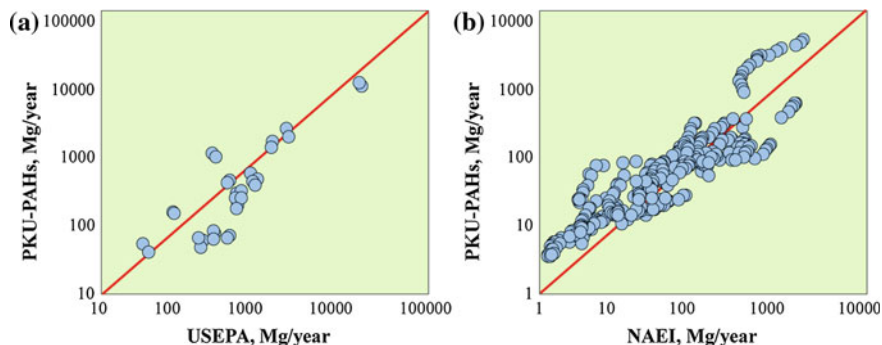 (a)
100000
10000
1000
100
10
PKU-PAHs, Mg/year
10 100 1000 10000 100000
USEPA, Mg/year
(b)
10000
1000
100
10
1
PKU-PAHs, Mg/year
1 10 100 1000 10000
NAEI, Mg/year